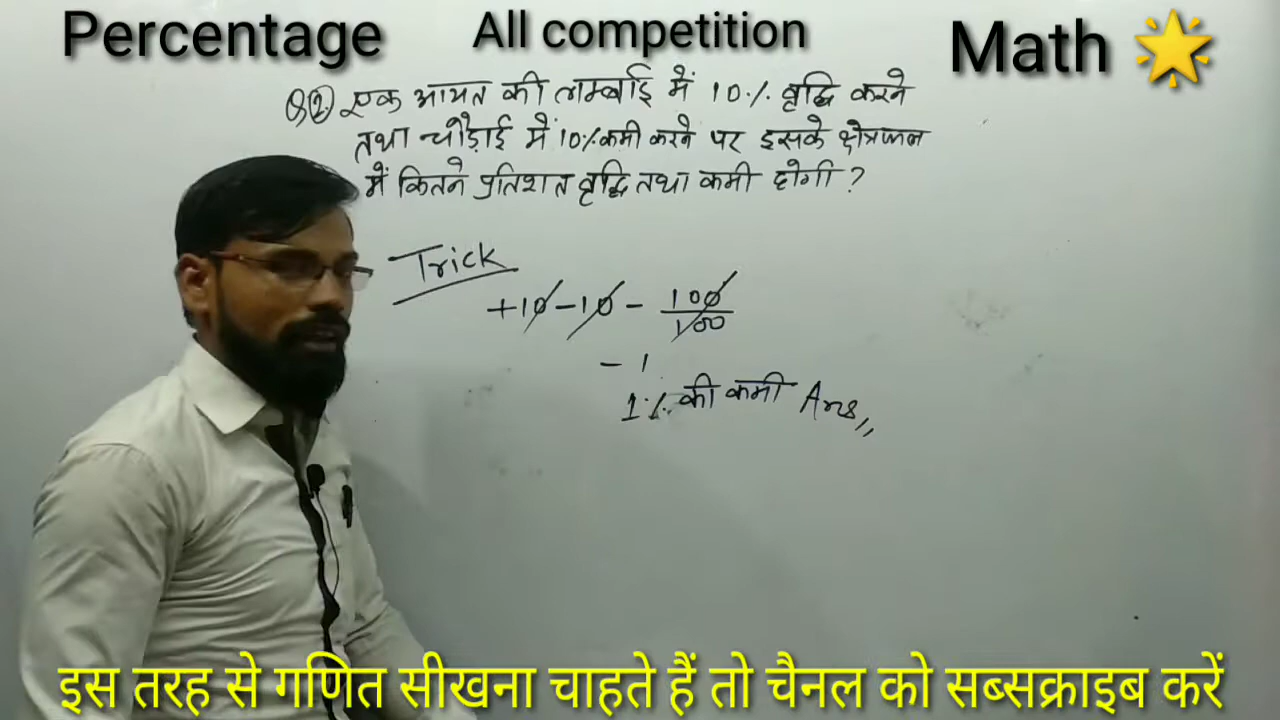 Percentage All competition Math
Q② एक आयत की लम्बाई में 10% वृद्धि करने
तथा चौड़ाई में 10% कमी करने पर इसके क्षेत्रफल
में कितने प्रतिशत वृद्धि तथा कमी होगी ?
Trick
+10 -10 - 100/100
- 1
1% की कमी Ans,,
इस तरह से गणित सीखना चाहते हैं तो चैनल को सब्सक्राइब करें